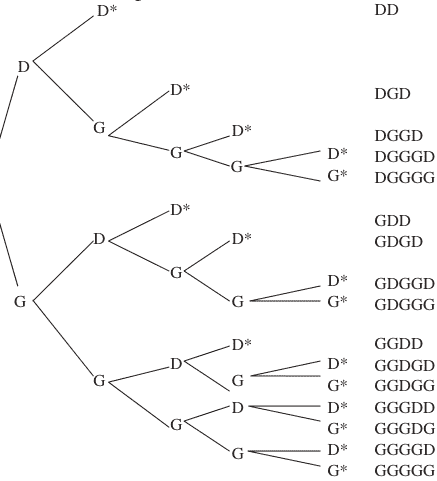 D* DD
D
D* DGD
G
D* DGGD
G
D* DGGGD
G
G* DGGGG
D* GDD
D
D* GDGD
G
D* GDGGD
G
G
G* GDGGG
D* GGDD
D
D* GGDGD
G
G
G* GGDGG
D
D* GGGDD
G
G* GGGDG
D* GGGGD
G
G* GGGGG